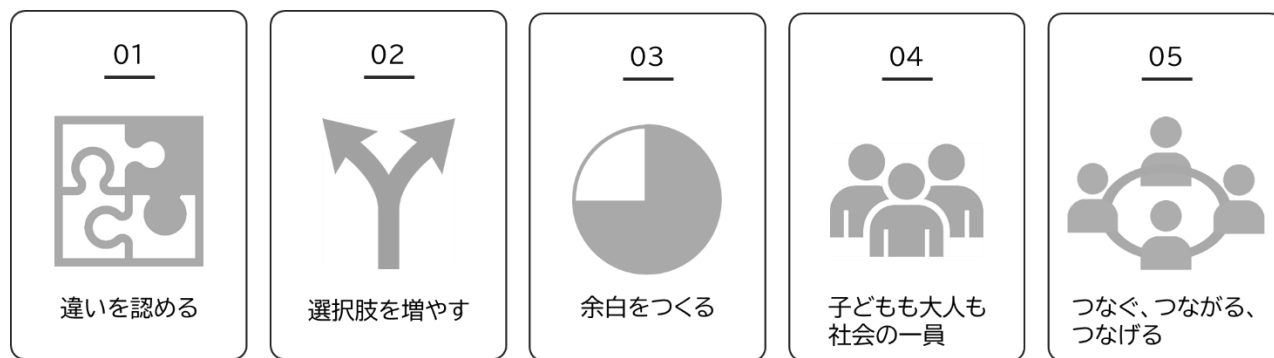 01
違いを認める
02
選択肢を増やす
03
余白をつくる
04
子どもも大人も
社会の一員
05
つなぐ、つながる、
つなげる